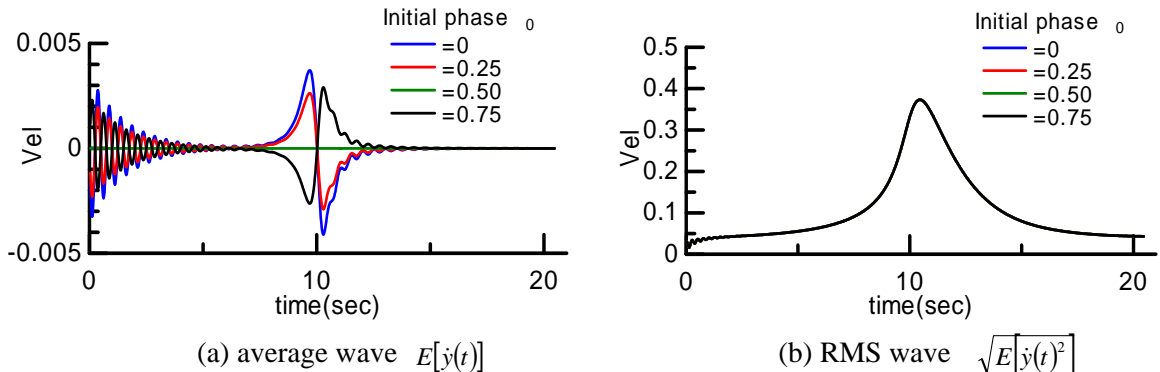 Initial phase 0
=0
=0.25
=0.50
=0.75
0.005
0
-0.005
Vel
0 10 20
time(sec)
(a) average wave E[ẏ(t)]
Initial phase 0
=0
=0.25
=0.50
=0.75
0.5
0.4
0.3
0.2
0.1
0
Vel
0 10 20
time(sec)
(b) RMS wave √E[ẏ(t)²]